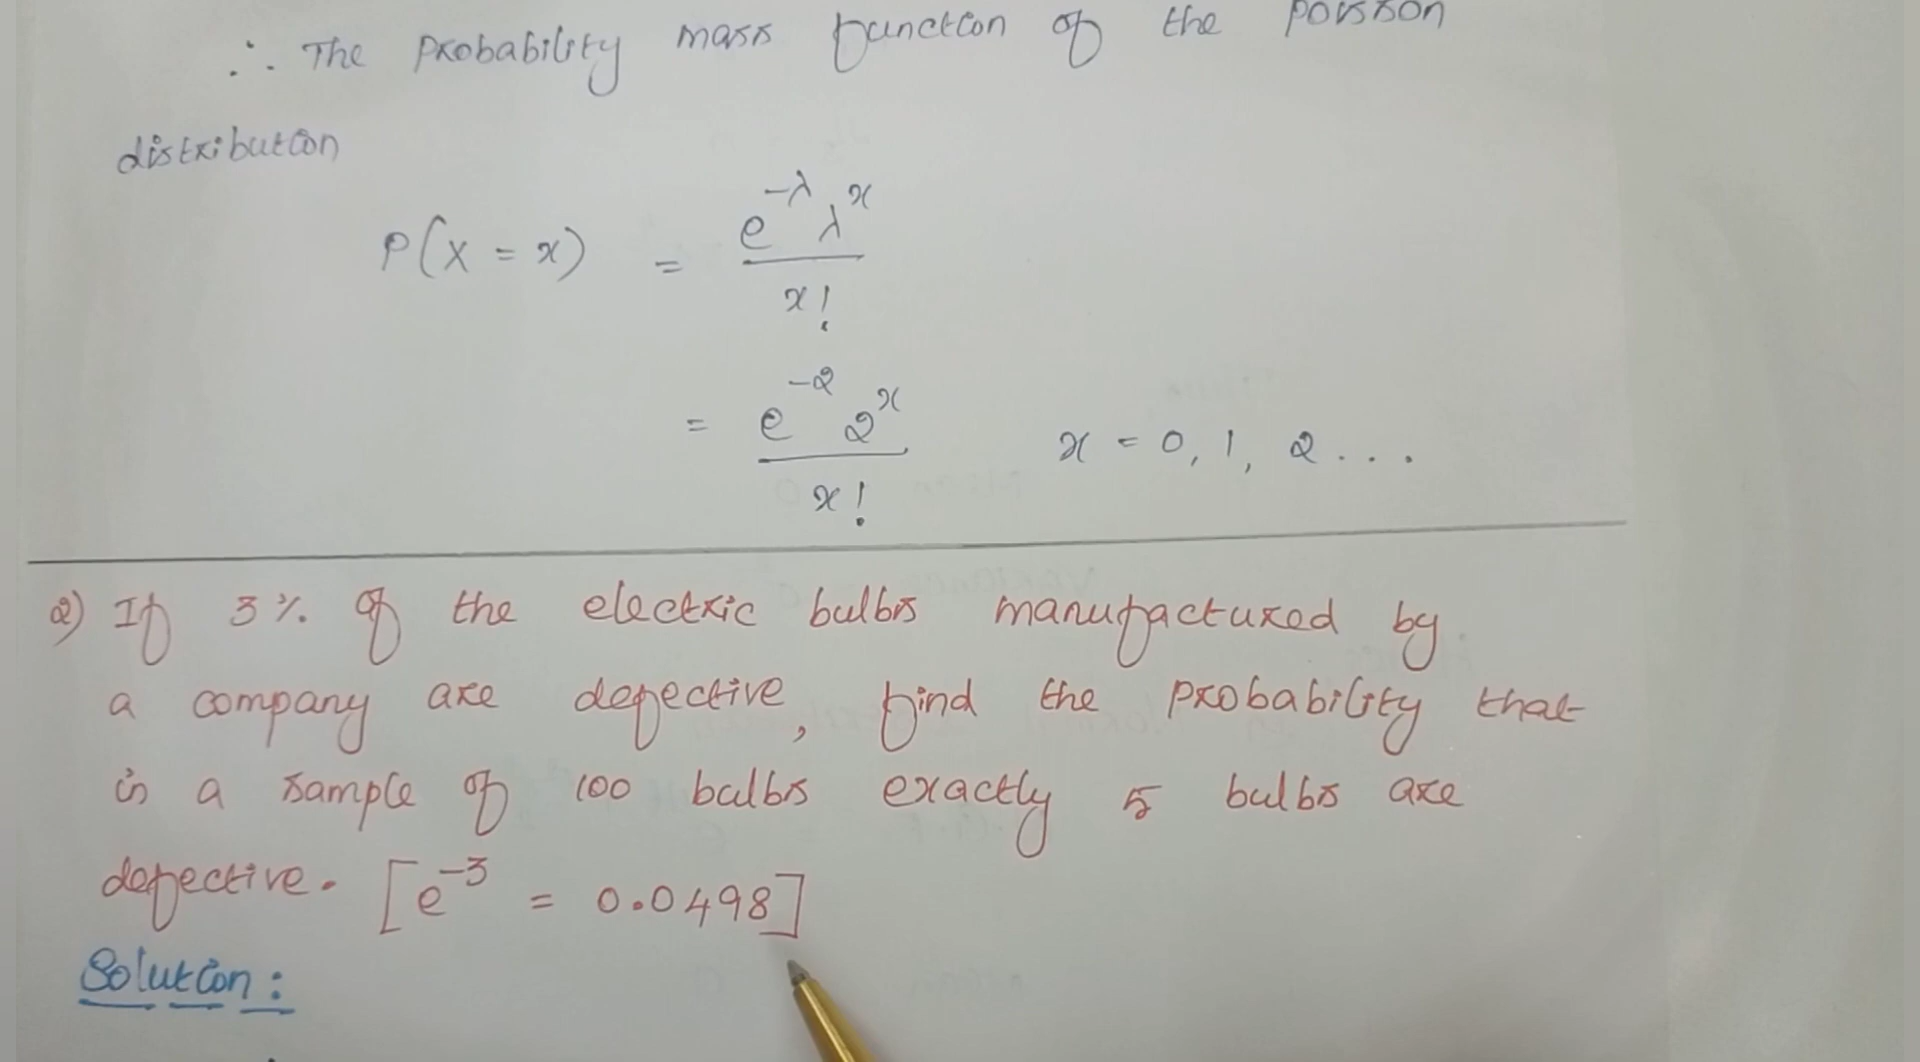 ∴ The Probability mass function of the poisson
distribution
P(X = x) = e^{-λ} λ^x / x!
= e^{-2} 2^x / x!    x = 0, 1, 2 ...
2) If 3% of the electric bulbs manufactured by
a company are defective, find the probability that
in a sample of 100 bulbs exactly 5 bulbs are
defective. [e^{-3} = 0.0498]
Solution: